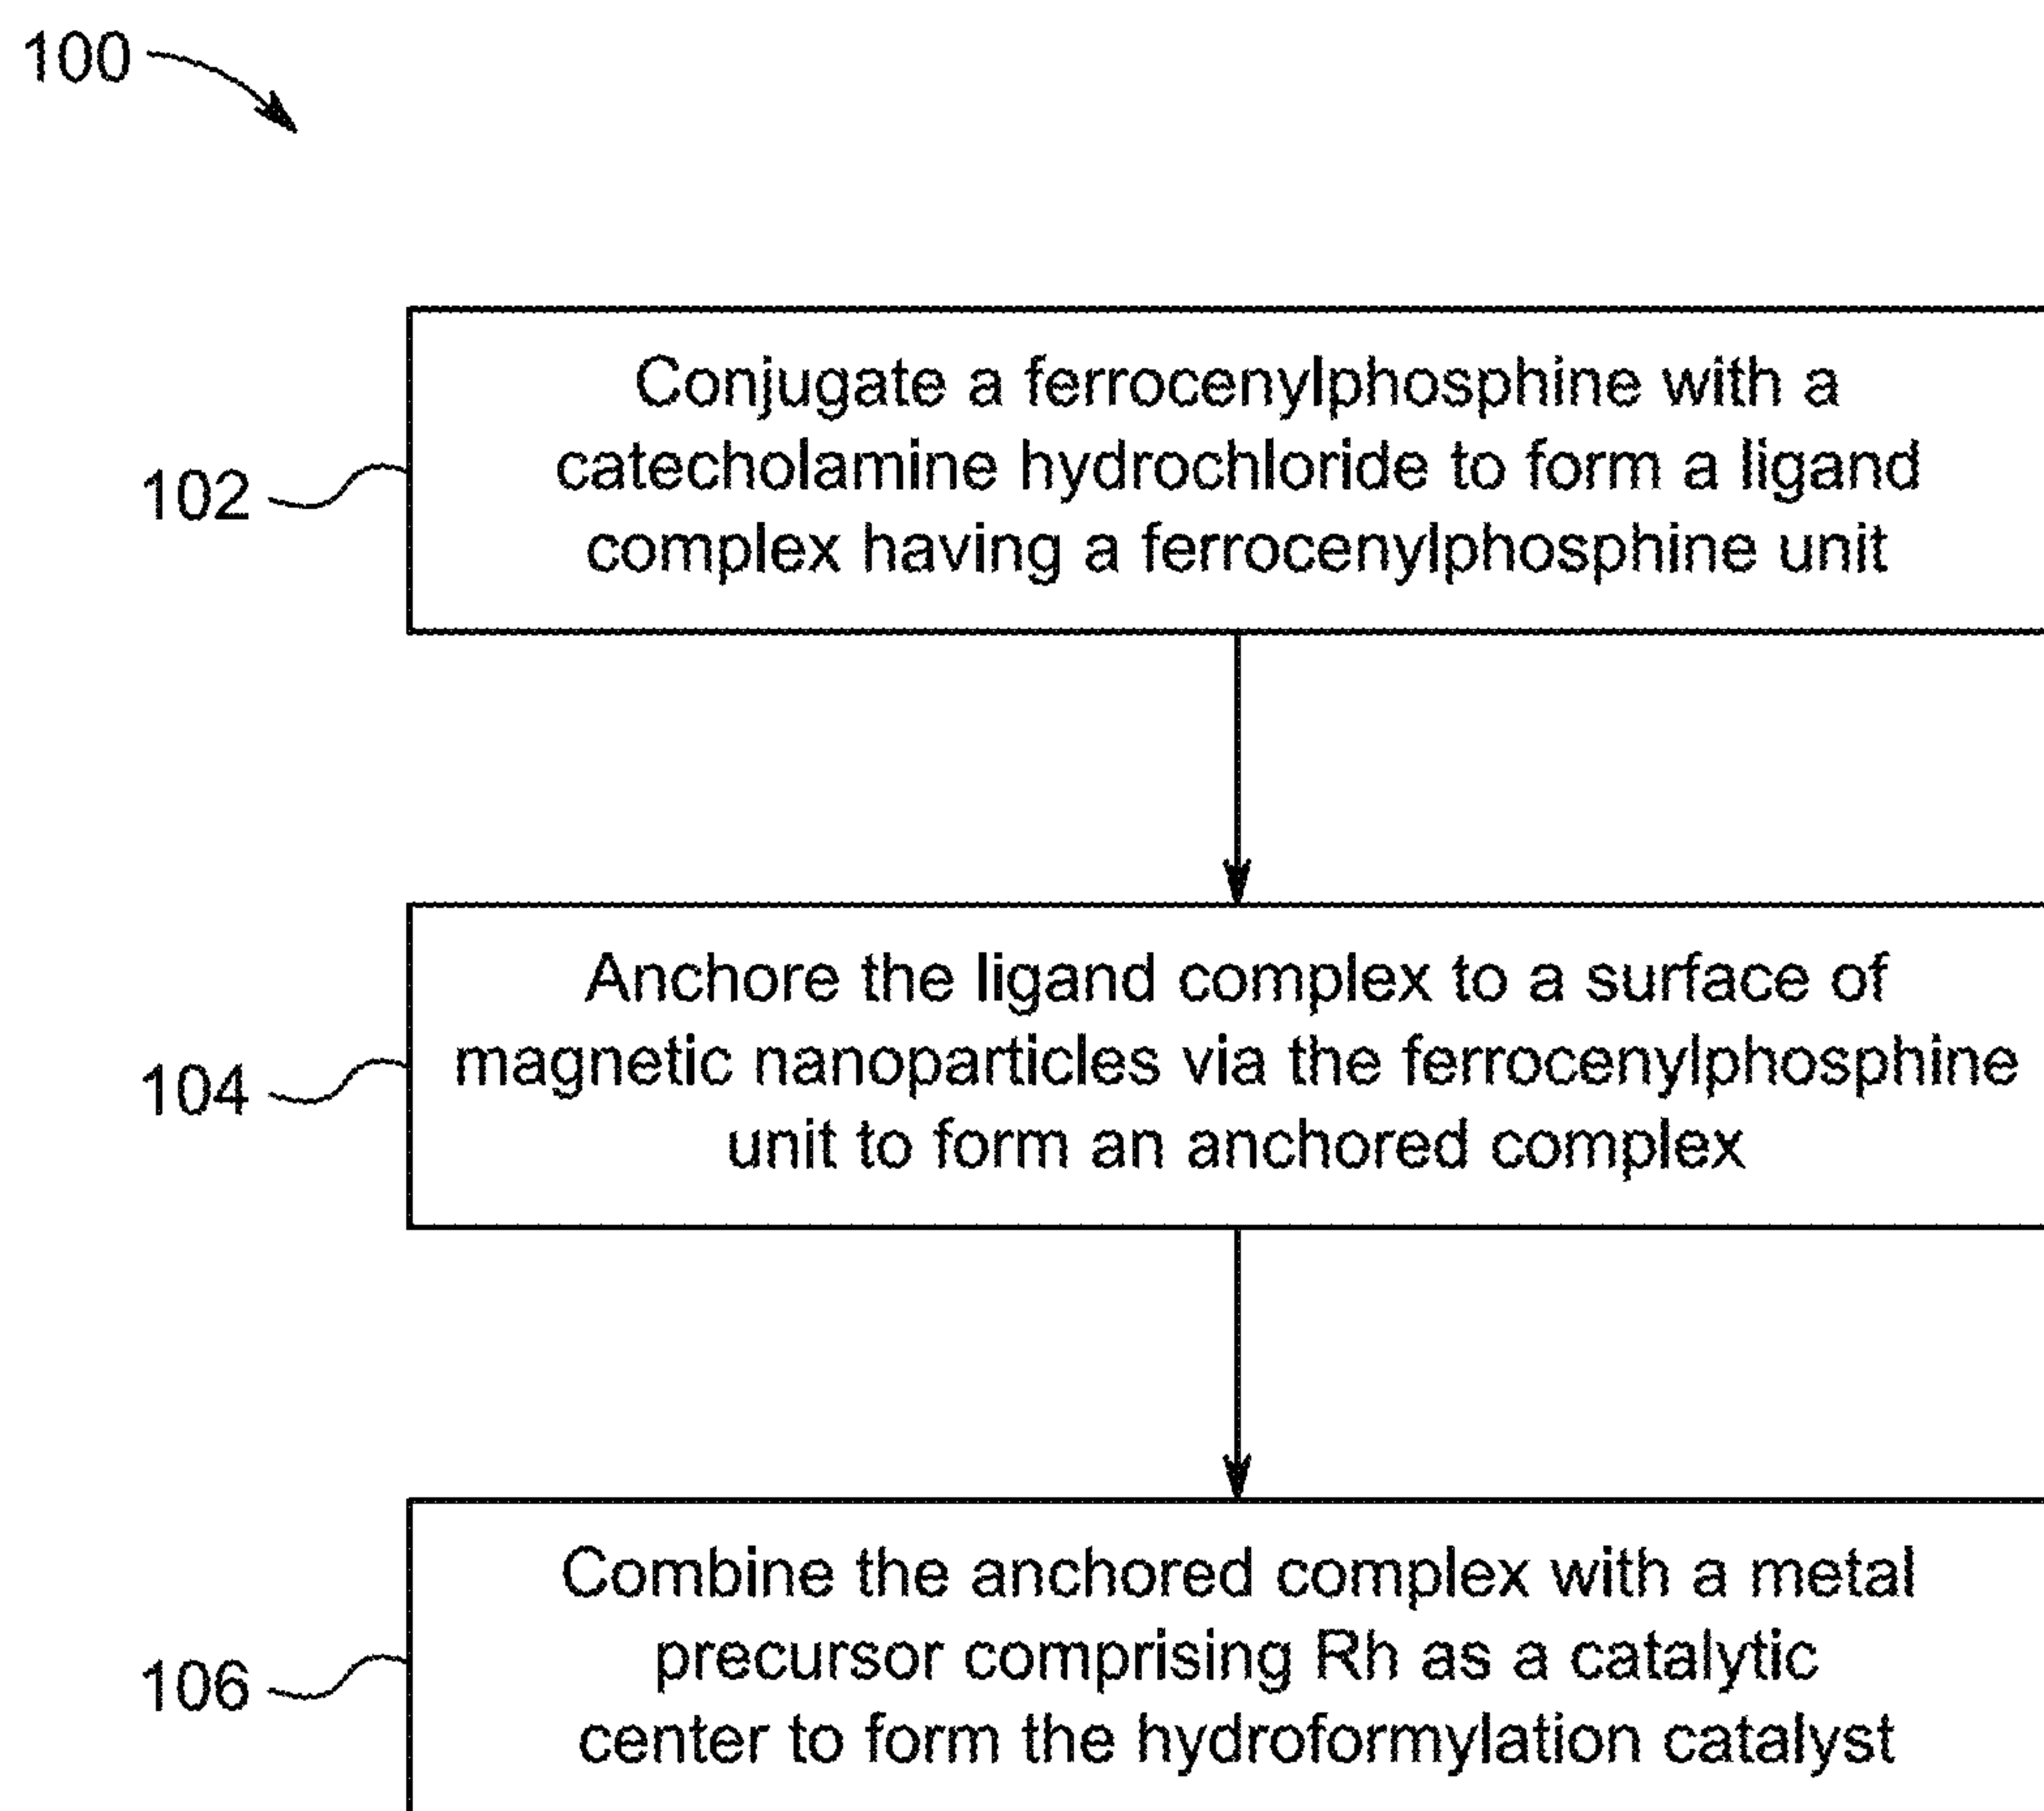 100
Conjugate a ferrocenylphosphine with a
catecholamine hydrochloride to form a ligand
complex having a ferrocenylphosphine unit
102
Anchore the ligand complex to a surface of
magnetic nanoparticles via the ferrocenylphosphine
unit to form an anchored complex
104
Combine the anchored complex with a metal
precursor comprising Rh as a catalytic
center to form the hydroformylation catalyst
106